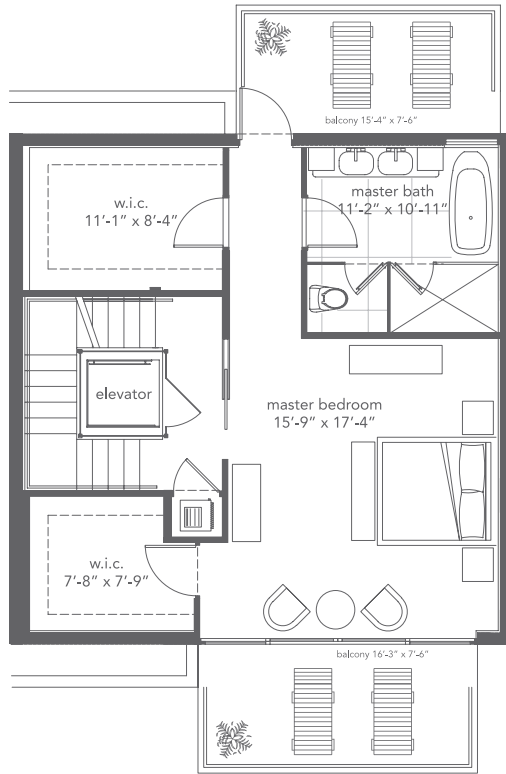 balcony 15'-4" x 7'-6"
w.i.c.
11'-1" x 8'-4"
master bath
11'-2" x 10'-11"
elevator
master bedroom
15'-9" x 17'-4"
w.i.c.
7'-8" x 7'-9"
balcony 16'-3" x 7'-6"